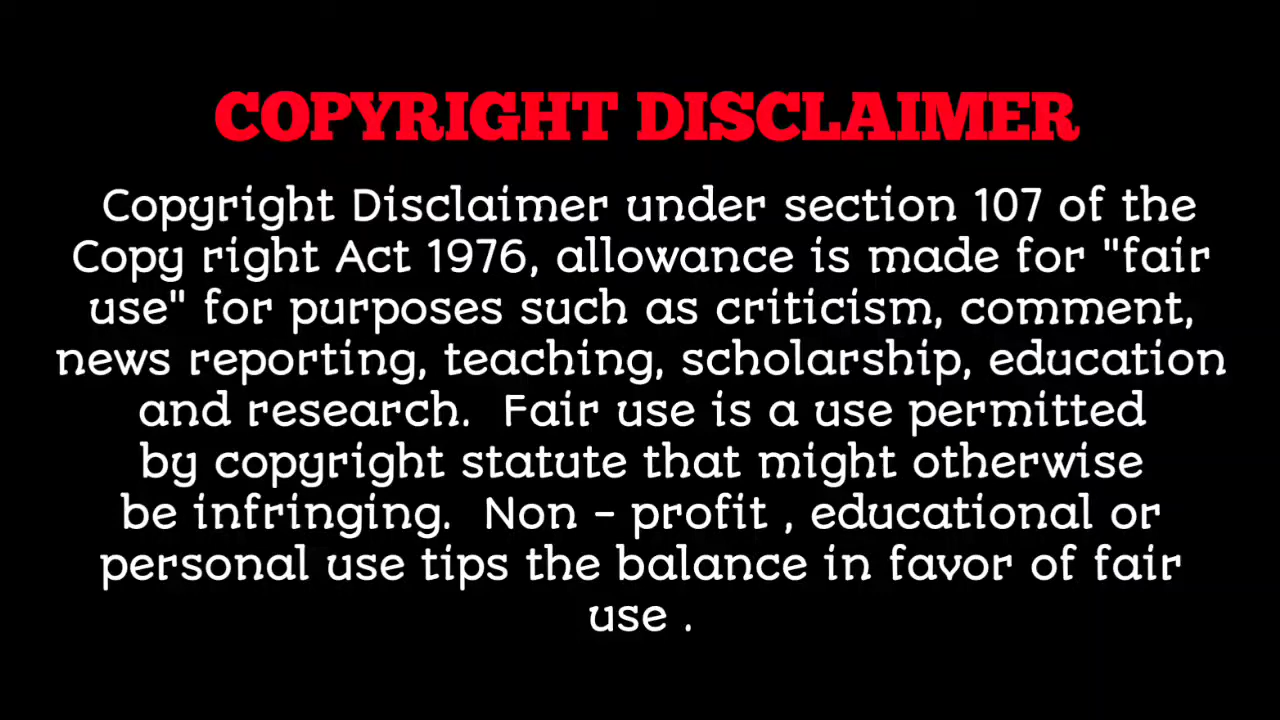 COPYRIGHT DISCLAIMER
Copyright Disclaimer under section 107 of the
Copy right Act 1976, allowance is made for "fair
use" for purposes such as criticism, comment,
news reporting, teaching, scholarship, education
and research.  Fair use is a use permitted
by copyright statute that might otherwise
be infringing.  Non - profit , educational or
personal use tips the balance in favor of fair
use .